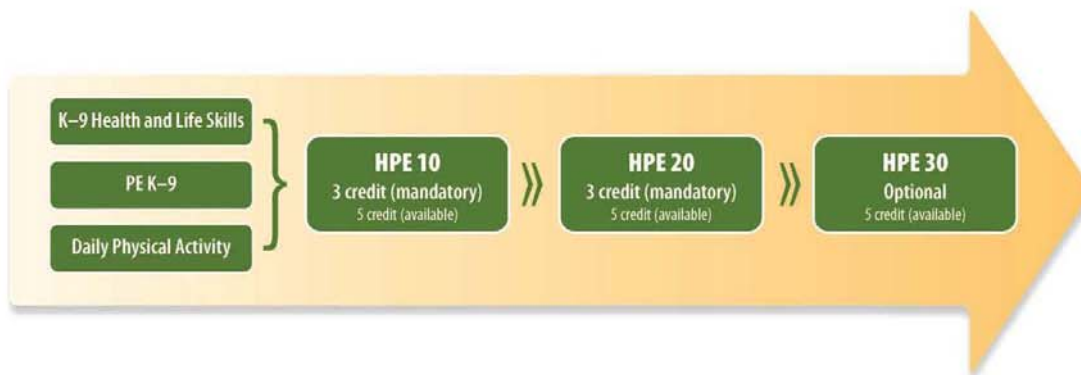 K–9 Health and Life Skills
PE K–9
Daily Physical Activity
HPE 10
3 credit (mandatory)
5 credit (available)
HPE 20
3 credit (mandatory)
5 credit (available)
HPE 30
Optional
5 credit (available)